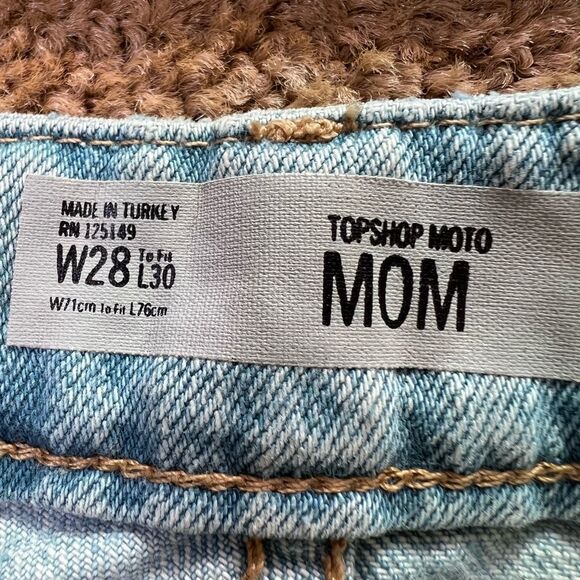 MADE IN TURKEY
RN 125149
W28 To Fit L30
W71cm To Fit L76cm
TOPSHOP MOTO
MOM